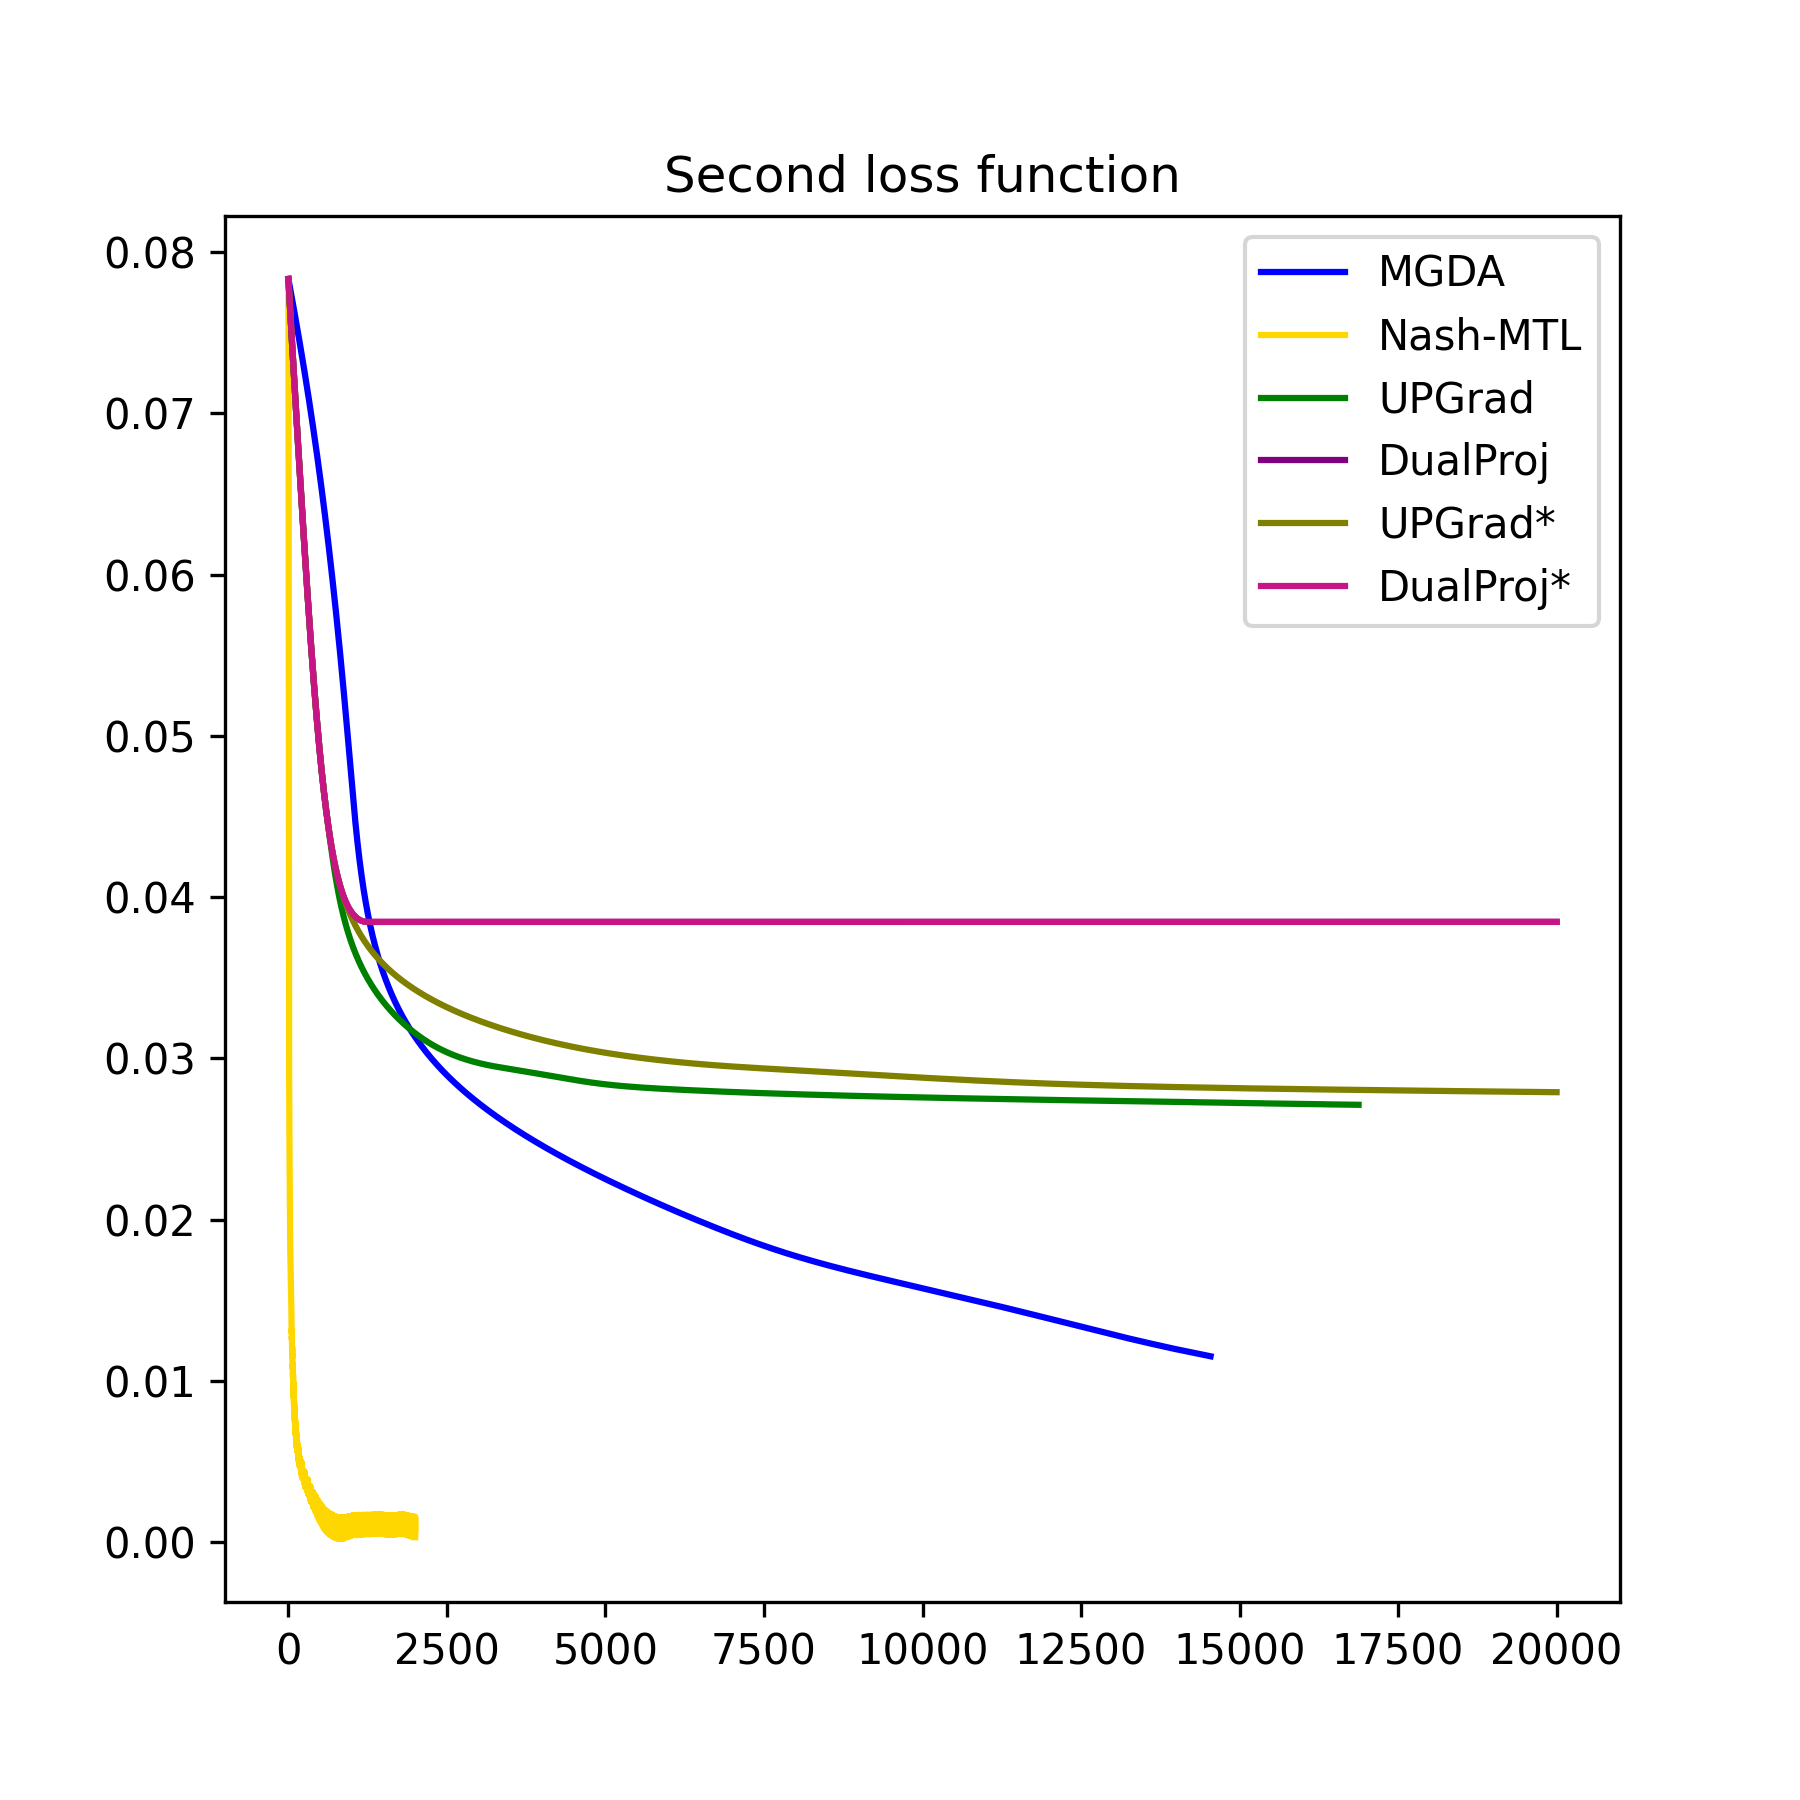 Second loss function
0.08
0.07
0.06
0.05
0.04
0.03
0.02
0.01
0.00
MGDA
Nash-MTL
UPGrad
DualProj
UPGrad*
DualProj*
0 2500 5000 7500 10000 12500 15000 17500 20000